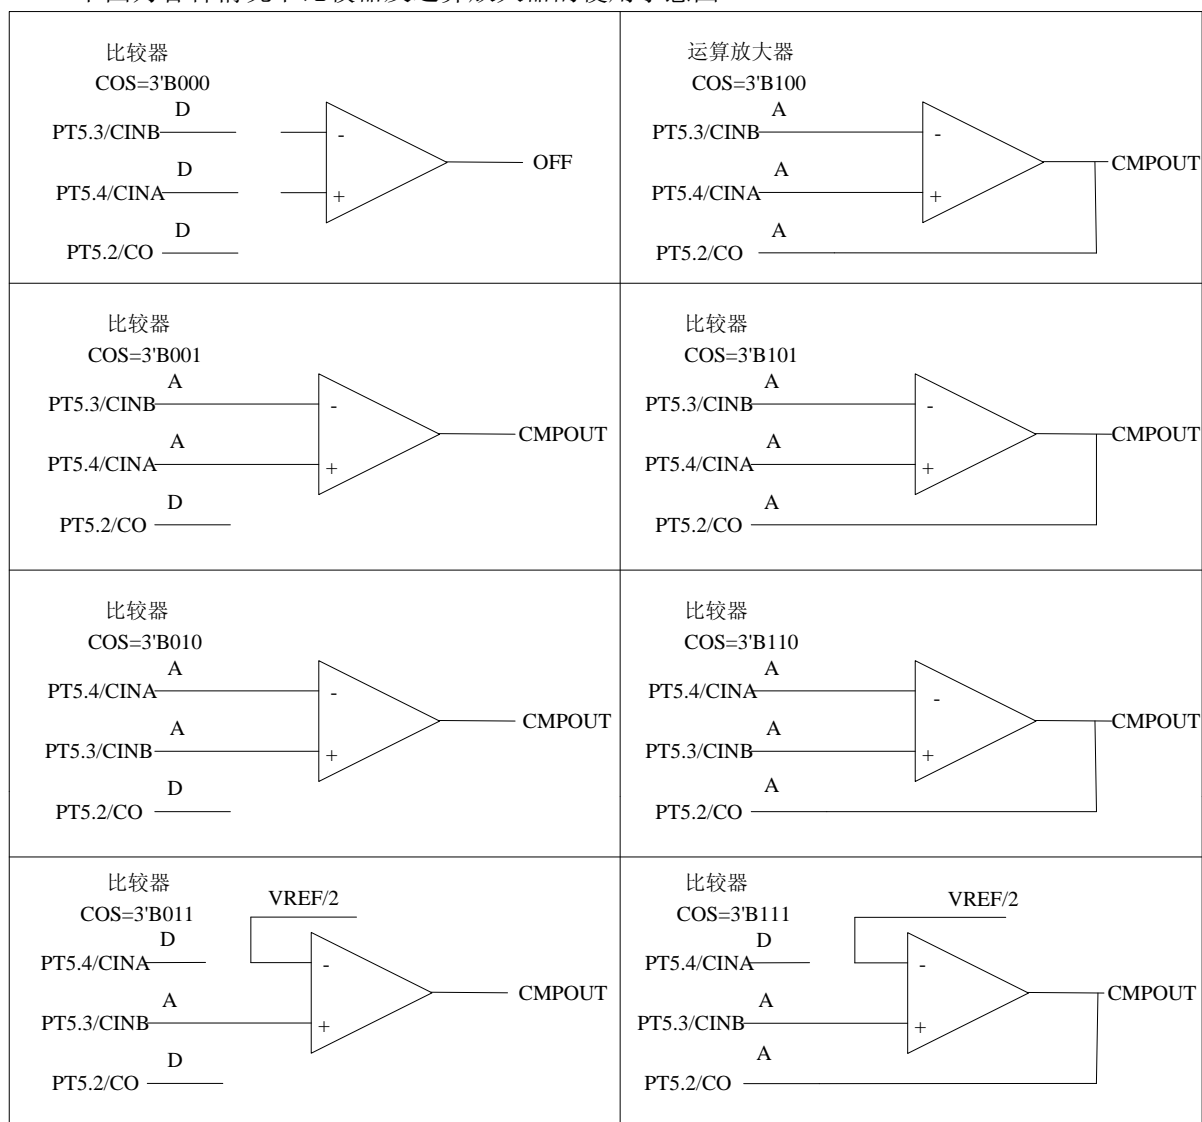 比较器
COS=3'B000
D
PT5.3/CINB
-
D
OFF
PT5.4/CINA
+
D
PT5.2/CO
运算放大器
COS=3'B100
A
PT5.3/CINB
-
A
CMPOUT
PT5.4/CINA
+
A
PT5.2/CO
比较器
COS=3'B001
A
PT5.3/CINB
-
A
CMPOUT
PT5.4/CINA
+
D
PT5.2/CO
比较器
COS=3'B101
A
PT5.3/CINB
-
A
CMPOUT
PT5.4/CINA
+
A
PT5.2/CO
比较器
COS=3'B010
A
PT5.4/CINA
-
A
CMPOUT
PT5.3/CINB
+
D
PT5.2/CO
比较器
COS=3'B110
A
PT5.4/CINA
-
A
CMPOUT
PT5.3/CINB
+
A
PT5.2/CO
比较器
VREF/2
COS=3'B011
D
PT5.4/CINA
-
A
CMPOUT
PT5.3/CINB
+
D
PT5.2/CO
比较器
VREF/2
COS=3'B111
D
PT5.4/CINA
-
A
CMPOUT
PT5.3/CINB
+
A
PT5.2/CO